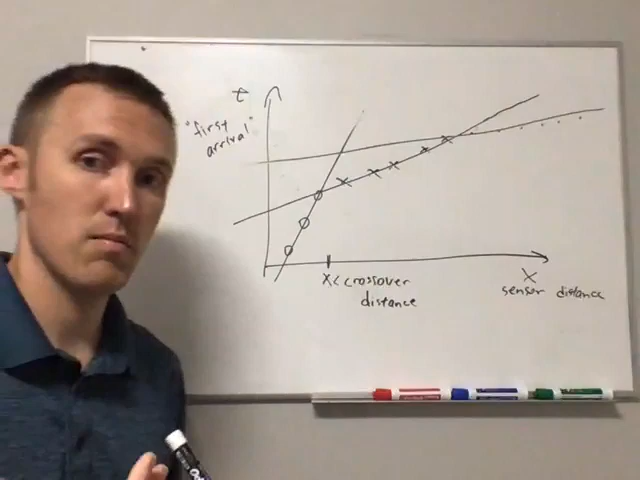 t
"first
arrival"
x< crossover
distance
X
sensor distance